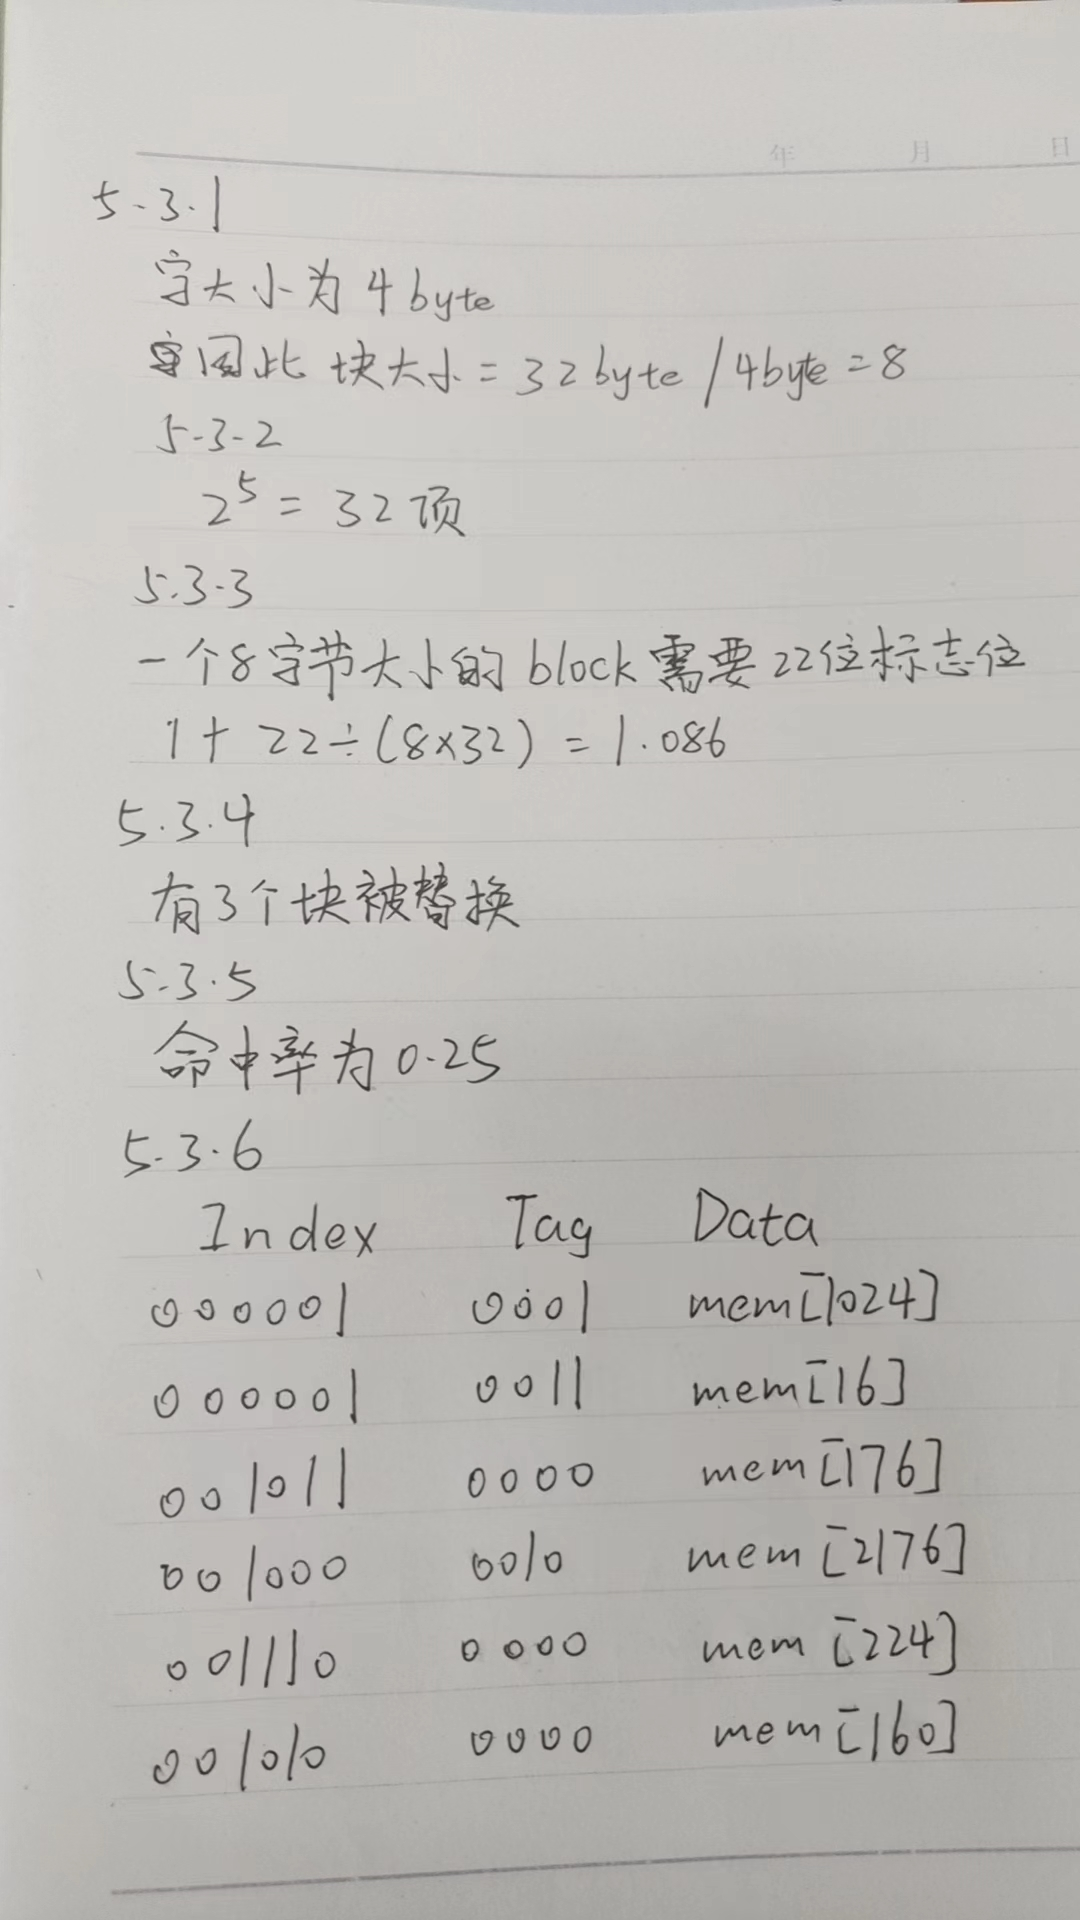 年 月 日
5.3.1
字大小为4byte
因此 块大小=32byte/4byte=8
5.3.2
2^5=32项
5.3.3
一个8字节大小的block需要22位标志位
1+22÷(8×32)=1.086
5.3.4
有3个块被替换
5.3.5
命中率为0.25
5.3.6
Index Tag Data
000001 0001 mem[1024]
000001 0011 mem[16]
001011 0000 mem[176]
001000 0010 mem[2176]
001110 0000 mem[224]
001010 0000 mem[160]